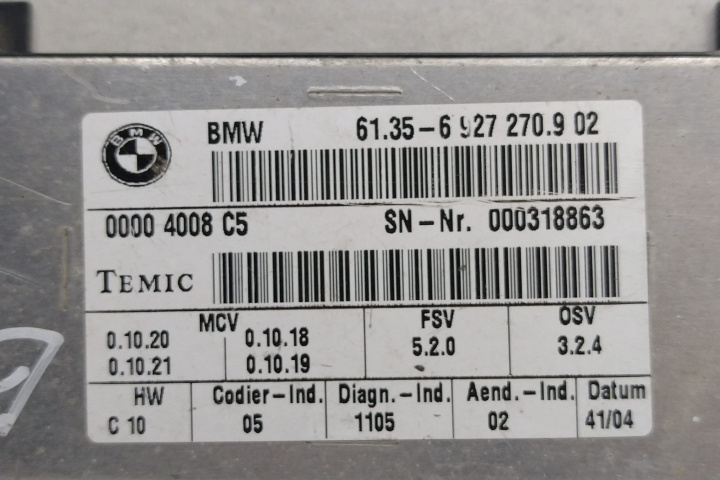 BMW
BMW 61.35-6 927 270.9 02
0000 4008 C5 SN-Nr. 000318863
TEMIC
MCV FSV OSV
0.10.20 0.10.18 5.2.0 3.2.4
0.10.21 0.10.19
HW Codier-Ind. Diagn.-Ind. Aend.-Ind. Datum
C 10 05 1105 02 41/04